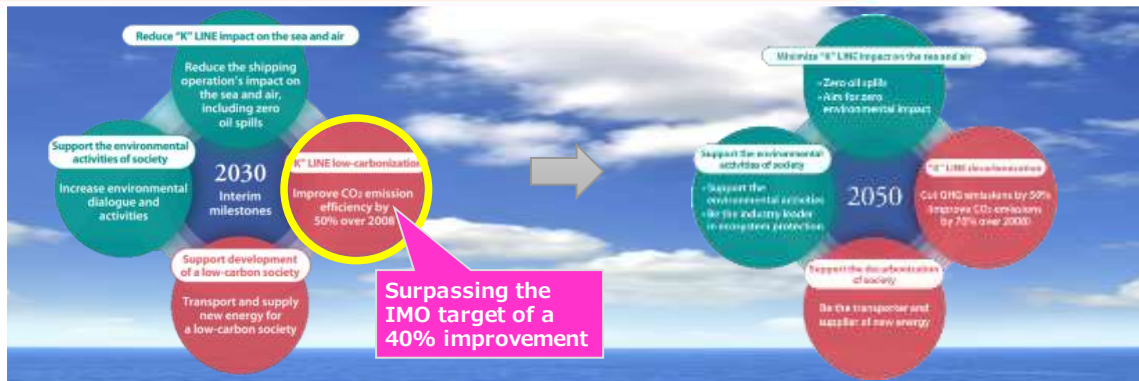 Reduce "K" LINE impact on the sea and air
Reduce the shipping
operation's impact on
the sea and air,
including zero
oil spills
Support the environmental
activities of society
Increase environmental
dialogue and
activities
2030
Interim
milestones
K" LINE low-carbonization
Improve CO₂ emission
efficiency by
50% over 2008
Support development
of a low-carbon society
Transport and supply
new energy for
a low-carbon society
Surpassing the
IMO target of a
40% improvement
Minimize "K" LINE impact on the sea and air
• Zero oil spills
• Aim for zero
environmental impact
Support the environmental
activities of society
• Support the
environmental activities
• Be the industry leader
in ecosystem protection
2050
"K" LINE decarbonization
Cut GHG emissions by 50%
(improve CO₂ emissions
by 70% over 2008)
Support the decarbonization
of society
Be the transporter and
supplier of new energy